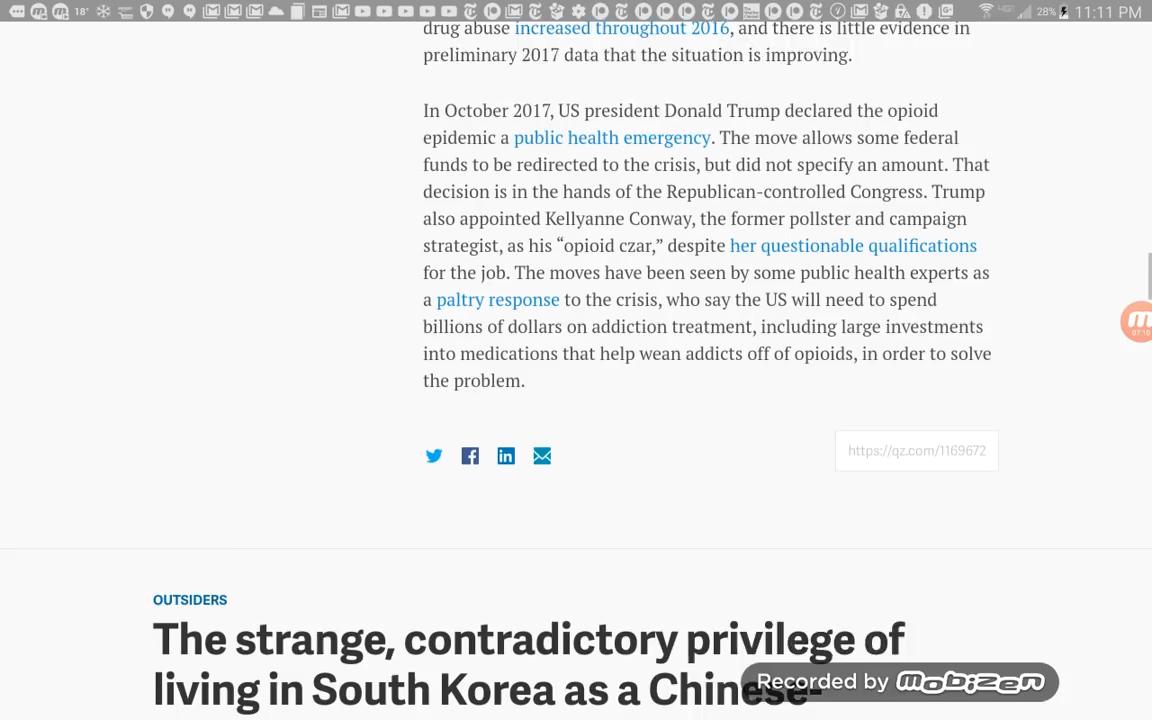 18°
28%
11:11 PM
drug abuse increased throughout 2016, and there is little evidence in
preliminary 2017 data that the situation is improving.
In October 2017, US president Donald Trump declared the opioid
epidemic a public health emergency. The move allows some federal
funds to be redirected to the crisis, but did not specify an amount. That
decision is in the hands of the Republican-controlled Congress. Trump
also appointed Kellyanne Conway, the former pollster and campaign
strategist, as his “opioid czar,” despite her questionable qualifications
for the job. The moves have been seen by some public health experts as
a paltry response to the crisis, who say the US will need to spend
billions of dollars on addiction treatment, including large investments
into medications that help wean addicts off of opioids, in order to solve
the problem.
07:10
https://qz.com/1169672
OUTSIDERS
The strange, contradictory privilege of
living in South Korea as a Chinese-
Recorded by mobizen